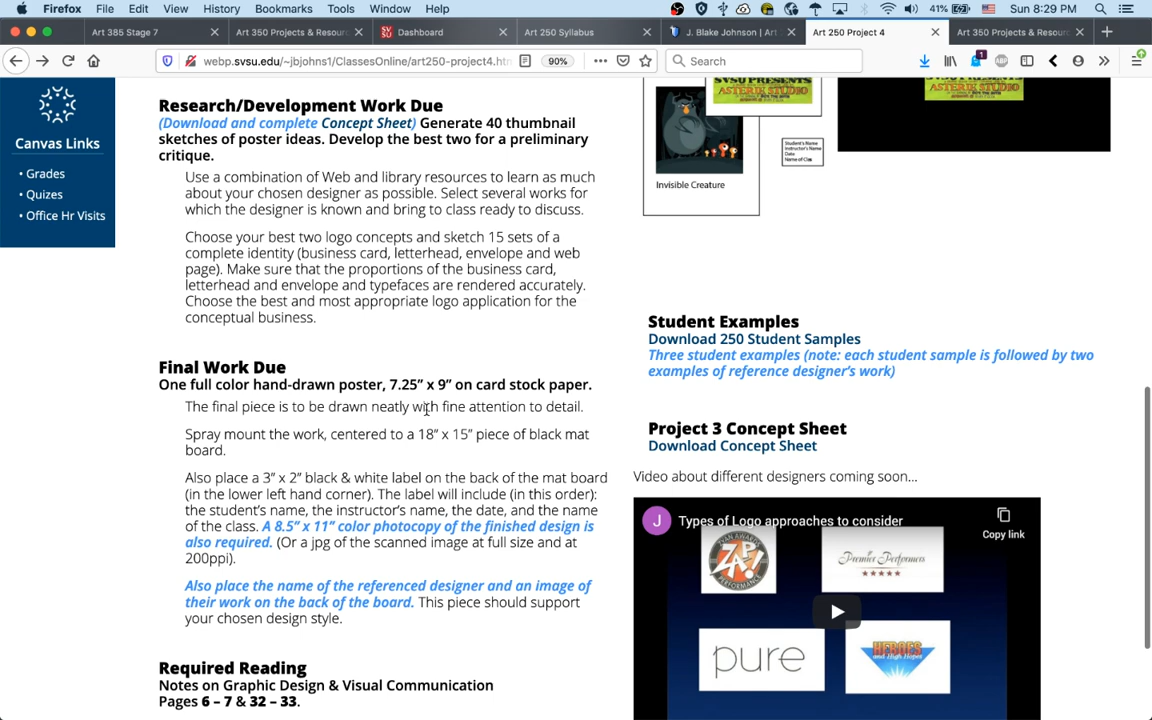 Firefox File Edit View History Bookmarks Tools Window Help 41% Sun 8:29 PM
Art 385 Stage 7 Art 350 Projects & Resour Dashboard Art 250 Syllabus J. Blake Johnson | Art Art 250 Project 4 Art 350 Projects & Resour
webp.svsu.edu/~jbjohns1/ClassesOnline/art250-project4.htm 90% Search
Canvas Links
• Grades
• Quizes
• Office Hr Visits
Research/Development Work Due
(Download and complete Concept Sheet) Generate 40 thumbnail
sketches of poster ideas. Develop the best two for a preliminary
critique.
Use a combination of Web and library resources to learn as much
about your chosen designer as possible. Select several works for
which the designer is known and bring to class ready to discuss.
Choose your best two logo concepts and sketch 15 sets of a
complete identity (business card, letterhead, envelope and web
page). Make sure that the proportions of the business card,
letterhead and envelope and typefaces are rendered accurately.
Choose the best and most appropriate logo application for the
conceptual business.
Final Work Due
One full color hand-drawn poster, 7.25” x 9” on card stock paper.
The final piece is to be drawn neatly with fine attention to detail.
Spray mount the work, centered to a 18” x 15” piece of black mat
board.
Also place a 3” x 2” black & white label on the back of the mat board
(in the lower left hand corner). The label will include (in this order):
the student’s name, the instructor’s name, the date, and the name
of the class. A 8.5” x 11” color photocopy of the finished design is
also required. (Or a jpg of the scanned image at full size and at
200ppi).
Also place the name of the referenced designer and an image of
their work on the back of the board. This piece should support
your chosen design style.
Required Reading
Notes on Graphic Design & Visual Communication
Pages 6 – 7 & 32 – 33.
SVSU PRESENTS
ASTERIK STUDIO
Student's Name
Instructor's Name
Date
Name of Class
Invisible Creature
ASTERIK STUDIO
Student Examples
Download 250 Student Samples
Three student examples (note: each student sample is followed by two
examples of reference designer’s work)
Project 3 Concept Sheet
Download Concept Sheet
Video about different designers coming soon...
J Types of Logo approaches to consider
Copy link
ZAP!
PERFORMANCE
Premier Performers
pure
HEROES